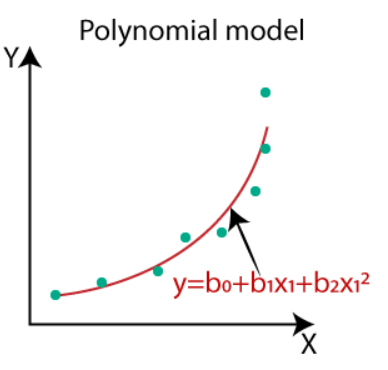 Polynomial model
Y
y=b₀+b₁x₁+b₂x₁²
X